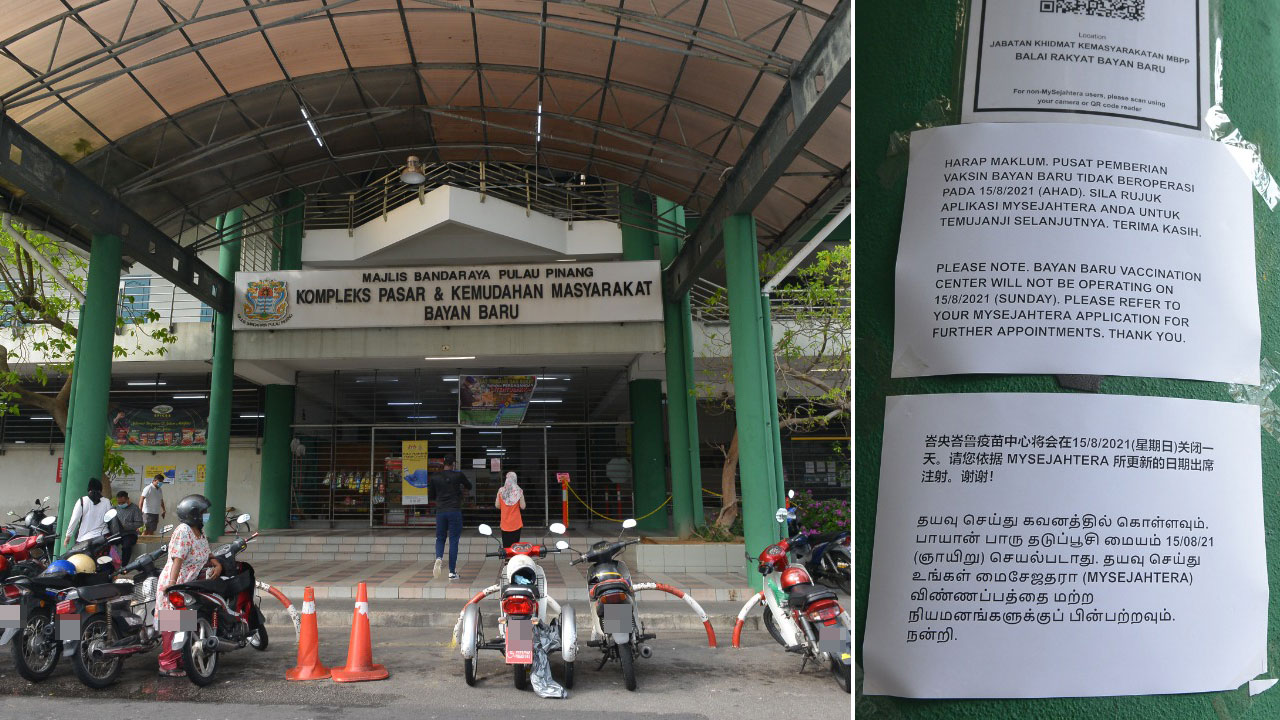 MAJLIS BANDARAYA PULAU PINANG
KOMPLEKS PASAR & KEMUDAHAN MASYARAKAT
BAYAN BARU
Location
JABATAN KHIDMAT KEMASYARAKATAN MBPP
BALAI RAKYAT BAYAN BARU
For non-MySejahtera users, please scan using
your camera or QR code reader
HARAP MAKLUM. PUSAT PEMBERIAN
VAKSIN BAYAN BARU TIDAK BEROPERASI
PADA 15/8/2021 (AHAD). SILA RUJUK
APLIKASI MYSEJAHTERA ANDA UNTUK
TEMUJANJI SELANJUTNYA. TERIMA KASIH.
PLEASE NOTE. BAYAN BARU VACCINATION
CENTER WILL NOT BE OPERATING ON
15/8/2021 (SUNDAY). PLEASE REFER TO
YOUR MYSEJAHTERA APPLICATION FOR
FURTHER APPOINTMENTS. THANK YOU.
峇央峇鲁疫苗中心将会在15/8/2021(星期日)关闭一
天。请您依据 MYSEJAHTERA 所更新的日期出席
注射。谢谢!
தயவு செய்து கவனத்தில் கொள்ளவும்.
பாயான் பாரு தடுப்பூசி மையம் 15/08/21
(ஞாயிறு) செயல்படாது. தயவு செய்து
உங்கள் மைசேஜதரா (MYSEJAHTERA)
விண்ணப்பத்தை மற்ற
நியமனங்களுக்குப் பின்பற்றவும்.
நன்றி.